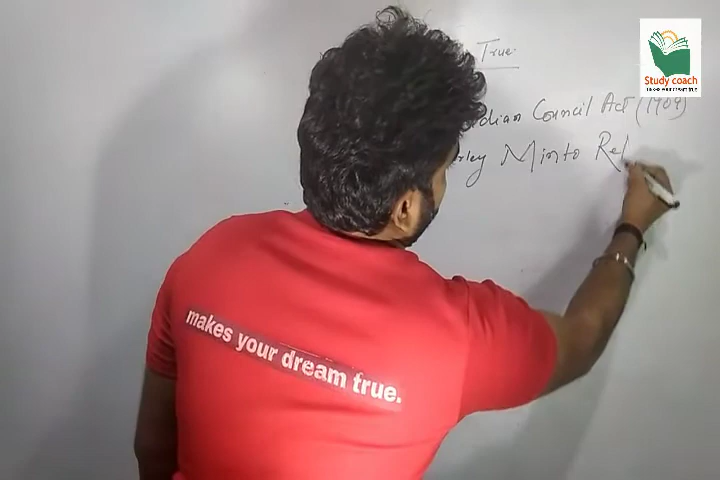 True.
dian Council Act (1909)
rley Minto Ref
makes your dream true.
Study coach